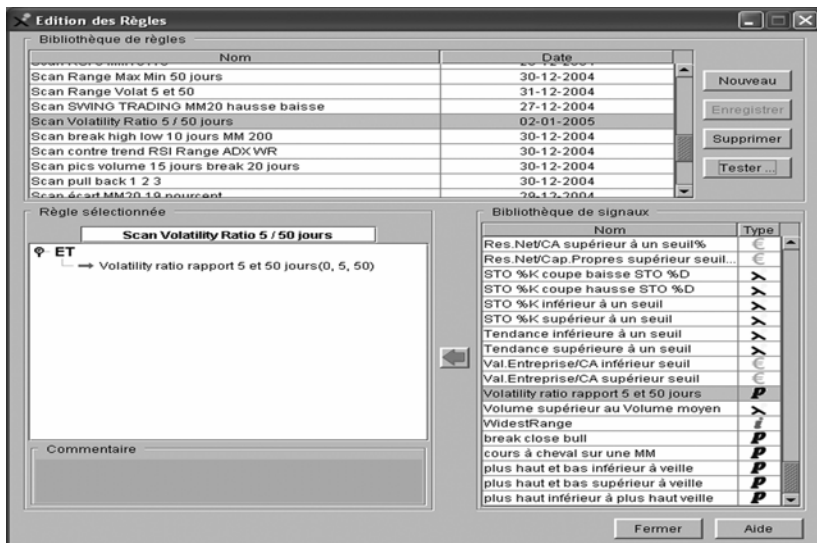 Edition des Règles
Bibliothèque de règles
Nom Date
Scan Range Max Min 50 jours 30-12-2004
Scan Range Volat 5 et 50 31-12-2004
Scan SWING TRADING MM20 hausse baisse 27-12-2004
Scan Volatility Ratio 5 / 50 jours 02-01-2005
Scan break high low 10 jours MM 200 30-12-2004
Scan contre trend RSI Range ADX WR 30-12-2004
Scan pics volume 15 jours break 20 jours 30-12-2004
Scan pull back 1 2 3 30-12-2004
Scan écart MM20 19 pourcent 29-12-2004
Nouveau
Enregistrer
Supprimer
Tester ...
Règle sélectionnée
Scan Volatility Ratio 5 / 50 jours
ET
Volatility ratio rapport 5 et 50 jours(0, 5, 50)
Commentaire
Bibliothèque de signaux
Nom Type
Res.Net/CA supérieur à un seuil% €
Res.Net/Cap.Propres supérieur seuil... €
STO %K coupe baisse STO %D
STO %K coupe hausse STO %D
STO %K inférieur à un seuil
STO %K supérieur à un seuil
Tendance inférieure à un seuil
Tendance supérieure à un seuil
Val.Entreprise/CA inférieur seuil €
Val.Entreprise/CA supérieur seuil €
Volatility ratio rapport 5 et 50 jours P
Volume supérieur au Volume moyen
WidestRange i
break close bull P
cours à cheval sur une MM P
plus haut et bas inférieur à veille P
plus haut et bas supérieur à veille P
plus haut inférieur à plus haut veille P
Fermer
Aide